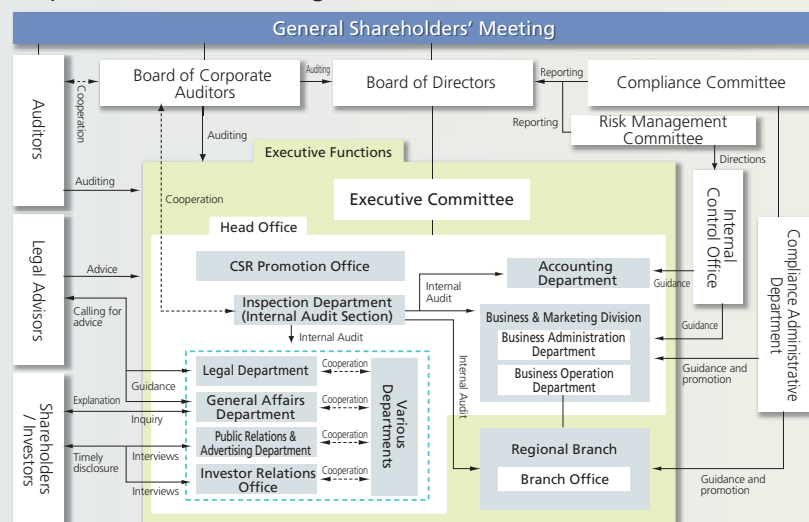 General Shareholders' Meeting
Auditors
Cooperation
Board of Corporate
Auditors
Auditing
Board of Directors
Reporting
Compliance Committee
Reporting
Risk Management
Committee
Directions
Auditing
Executive Functions
Auditing
Cooperation
Executive Committee
Internal
Control Office
Compliance Administrative
Department
Head Office
Legal Advisors
Advice
CSR Promotion Office
Accounting
Department
Guidance
Internal
Audit
Calling for
advice
Inspection Department
(Internal Audit Section)
Business & Marketing Division
Guidance
Internal Audit
Business Administration
Department
Internal Audit
Guidance and
promotion
Legal Department
Cooperation
Business Operation
Department
Guidance
Various
Departments
Shareholders
/ Investors
Explanation
General Affairs
Department
Cooperation
Inquiry
Public Relations &
Advertising Department
Cooperation
Timely
disclosure
Interviews
Regional Branch
Investor Relations
Office
Cooperation
Branch Office
Guidance and
promotion
Interviews